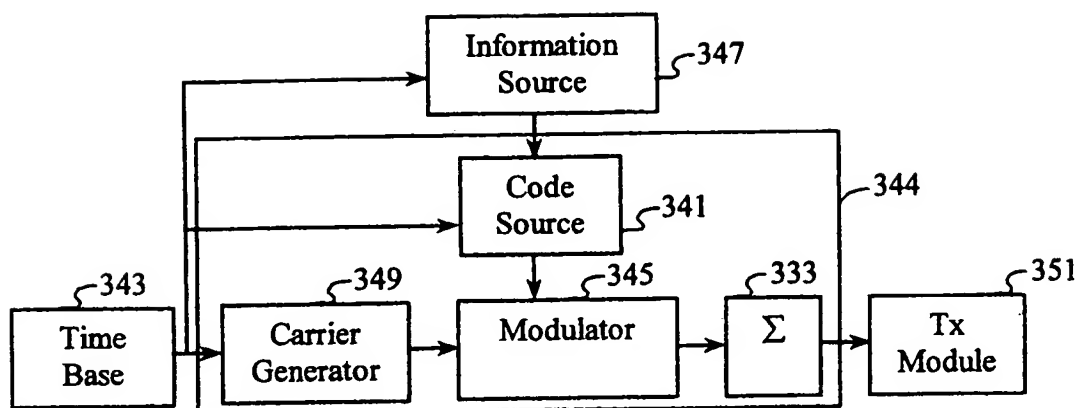 Information
Source
347
Code
Source
341
344
343
Time
Base
349
Carrier
Generator
345
Modulator
333
Σ
351
Tx
Module